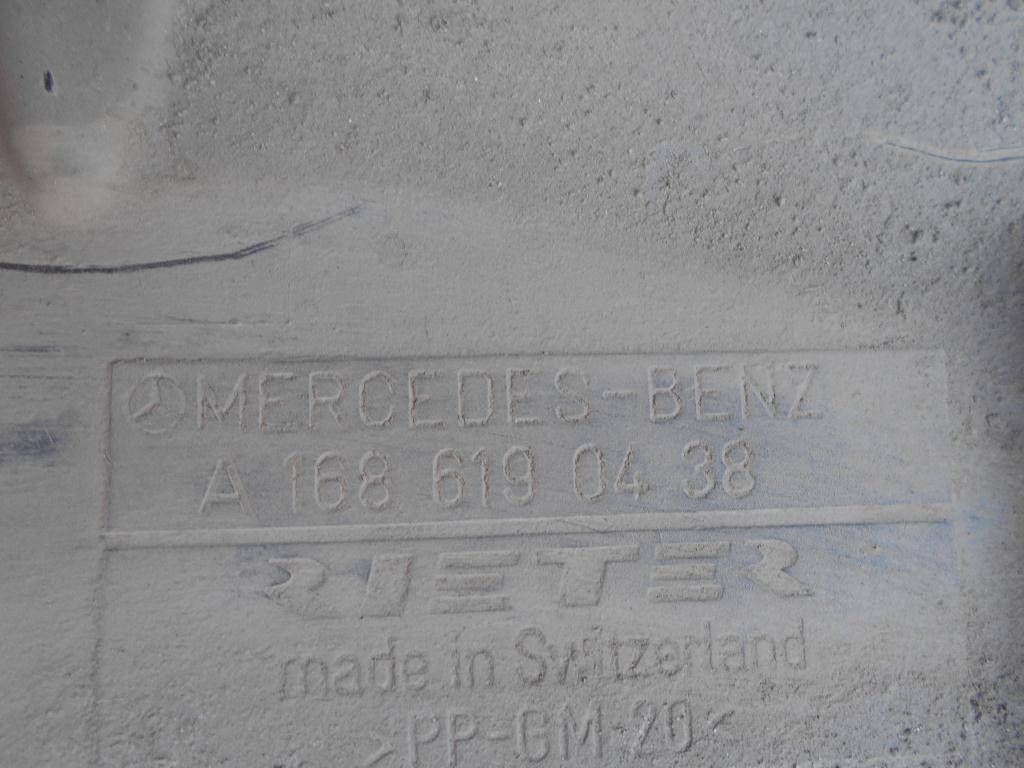 MERCEDES-BENZ
A 168 619 04 38
RIETER
made in Switzerland
>PP-GM 20<